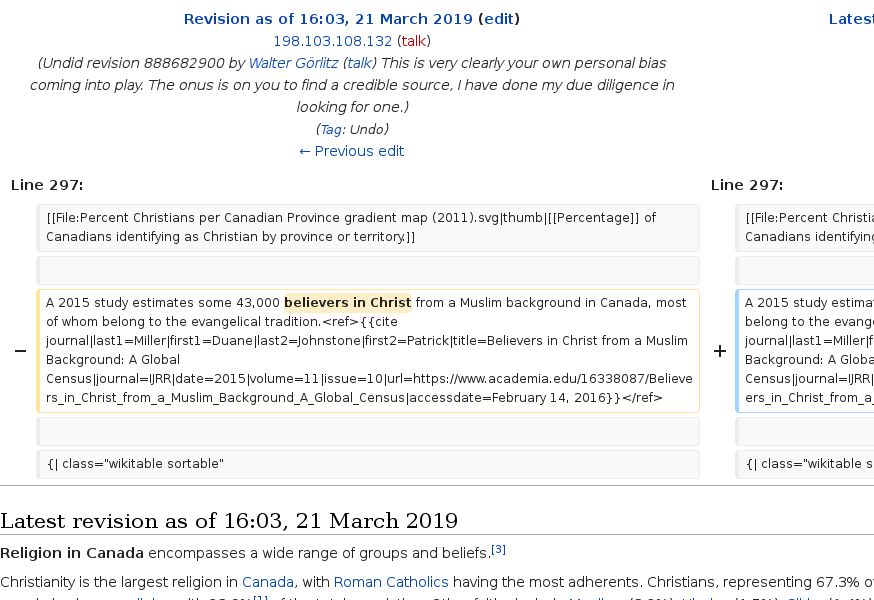 Revision as of 16:03, 21 March 2019 (edit)
198.103.108.132 (talk)
(Undid revision 888682900 by Walter Görlitz (talk) This is very clearly your own personal bias
coming into play. The onus is on you to find a credible source, I have done my due diligence in
looking for one.)
(Tag: Undo)
← Previous edit
Latest
Line 297:
[[File:Percent Christians per Canadian Province gradient map (2011).svg|thumb|[[Percentage]] of
Canadians identifying as Christian by province or territory.]]
− A 2015 study estimates some 43,000 believers in Christ from a Muslim background in Canada, most
of whom belong to the evangelical tradition.<ref>{{cite
journal|last1=Miller|first1=Duane|last2=Johnstone|first2=Patrick|title=Believers in Christ from a Muslim
Background: A Global
Census|journal=IJRR|date=2015|volume=11|issue=10|url=https://www.academia.edu/16338087/Believe
rs_in_Christ_from_a_Muslim_Background_A_Global_Census|accessdate=February 14, 2016}}</ref>
{| class="wikitable sortable"
Line 297:
[[File:Percent Christia
Canadians identifying
+ A 2015 study estima
belong to the evange
journal|last1=Miller|f
Background: A Globa
Census|journal=IJRR|
ers_in_Christ_from_a_
{| class="wikitable s
Latest revision as of 16:03, 21 March 2019
Religion in Canada encompasses a wide range of groups and beliefs.[3]
Christianity is the largest religion in Canada, with Roman Catholics having the most adherents. Christians, representing 67.3% of